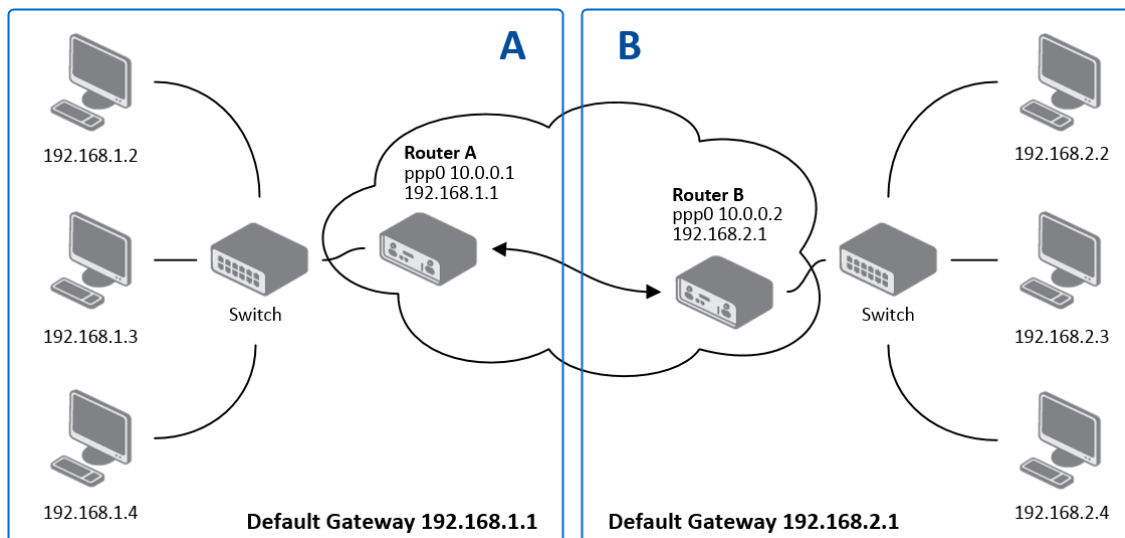 A
B
192.168.1.2
192.168.2.2
Router A
ppp0 10.0.0.1
192.168.1.1
Router B
ppp0 10.0.0.2
192.168.2.1
Switch
Switch
192.168.1.3
192.168.2.3
192.168.1.4
192.168.2.4
Default Gateway 192.168.1.1
Default Gateway 192.168.2.1